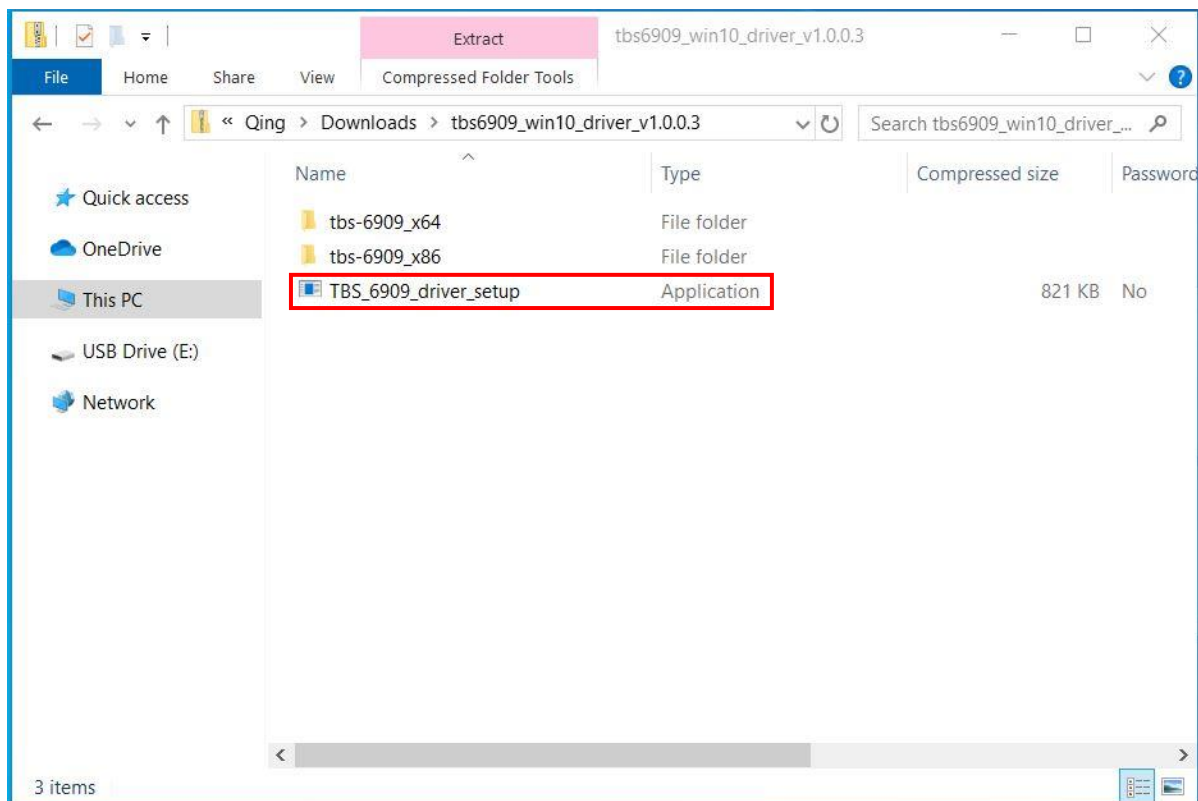 Extract tbs6909_win10_driver_v1.0.0.3
File Home Share View Compressed Folder Tools ?
« Qing > Downloads > tbs6909_win10_driver_v1.0.0.3 Search tbs6909_win10_driver_...
Name Type Compressed size Password
Quick access
tbs-6909_x64 File folder
OneDrive
tbs-6909_x86 File folder
This PC
TBS_6909_driver_setup Application 821 KB No
USB Drive (E:)
Network
3 items